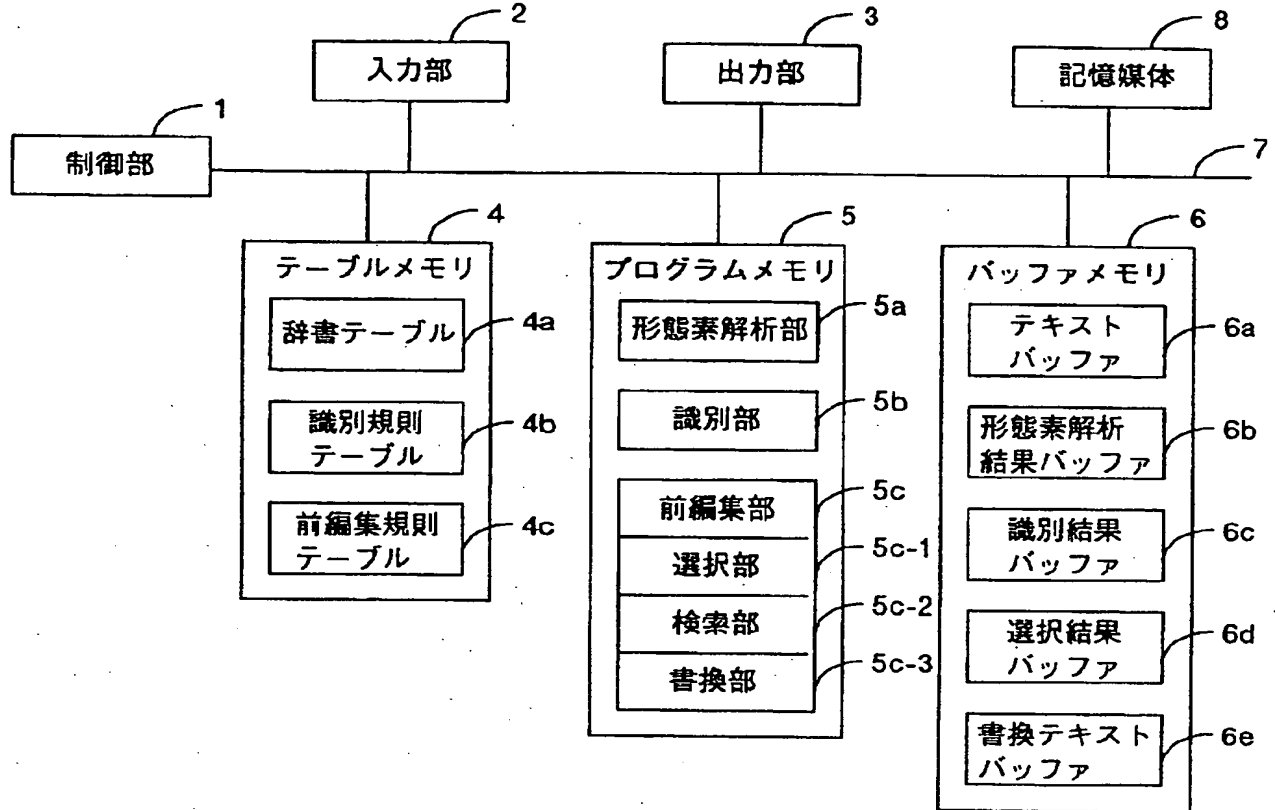 2
3
8
入力部
出力部
記憶媒体
1
制御部
7
4
5
6
テーブルメモリ
プログラムメモリ
バッファメモリ
辞書テーブル
4a
識別規則
テーブル
4b
前編集規則
テーブル
4c
形態素解析部
5a
識別部
5b
前編集部
5c
選択部
5c-1
検索部
5c-2
書換部
5c-3
テキスト
バッファ
6a
形態素解析
結果バッファ
6b
識別結果
バッファ
6c
選択結果
バッファ
6d
書換テキスト
バッファ
6e